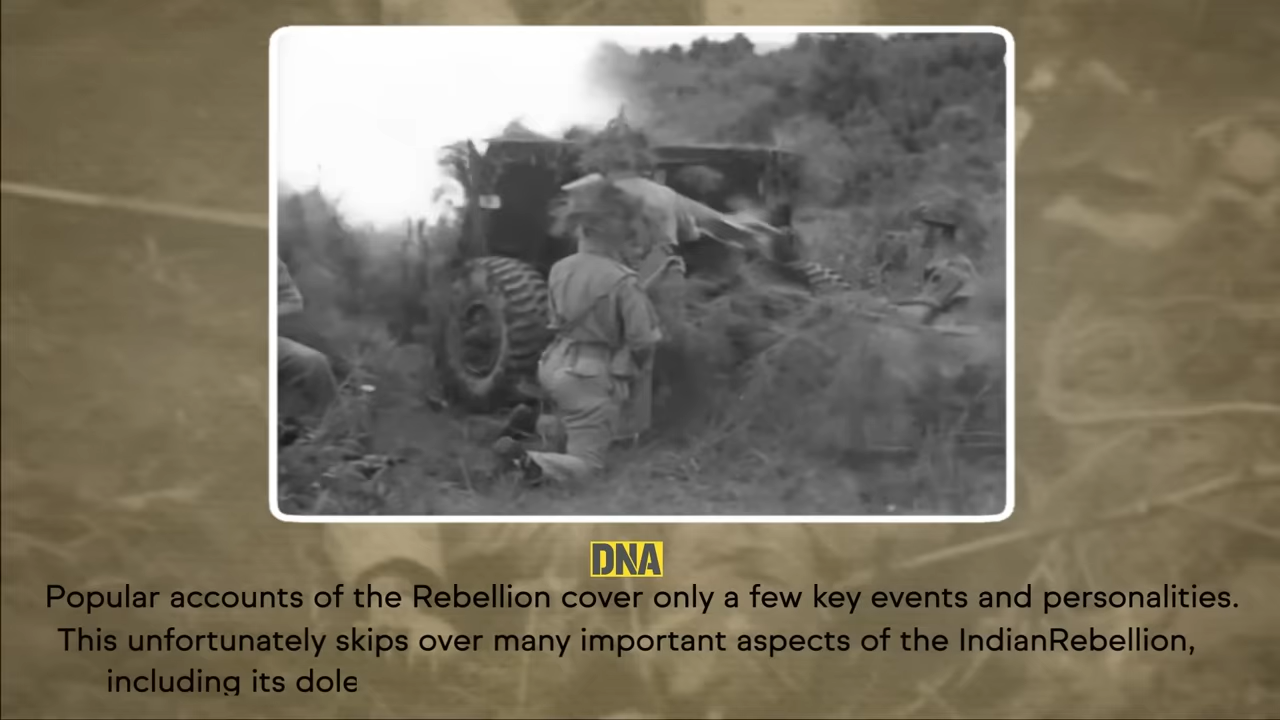 DNA
Popular accounts of the Rebellion cover only a few key events and personalities.
This unfortunately skips over many important aspects of the IndianRebellion,
including its dole